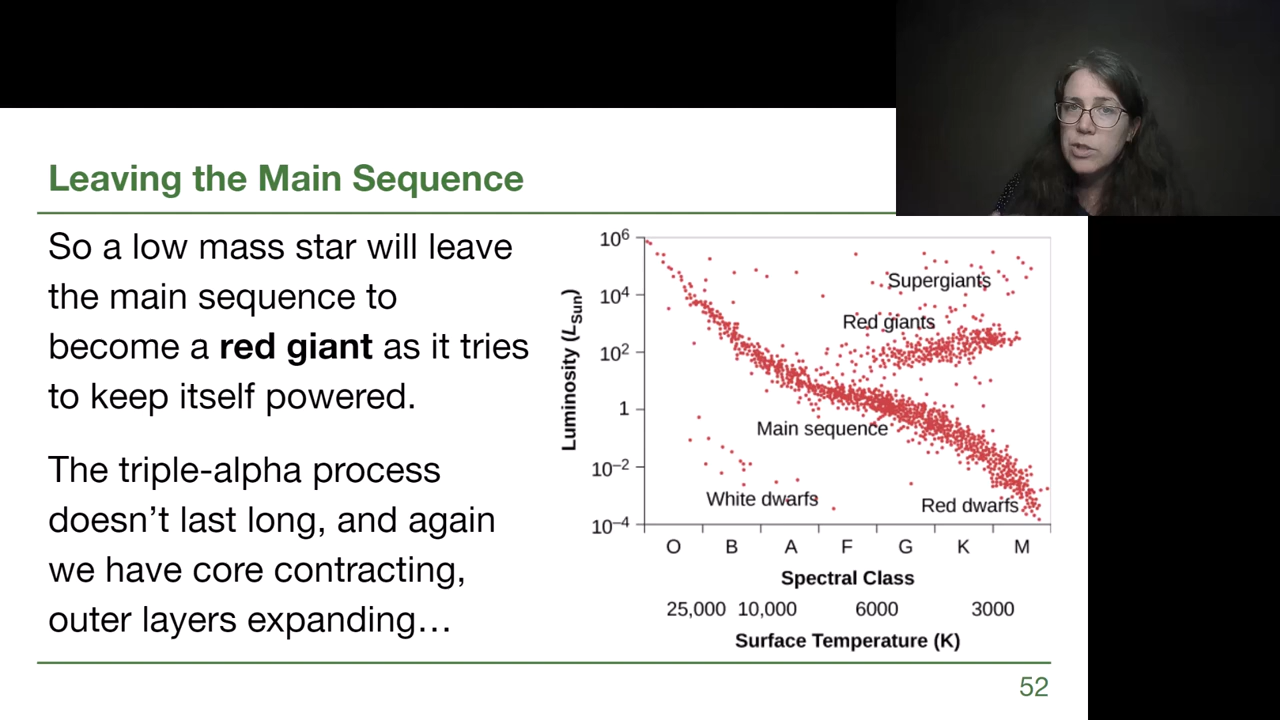 Leaving the Main Sequence
So a low mass star will leave
the main sequence to
become a red giant as it tries
to keep itself powered.
The triple-alpha process
doesn’t last long, and again
we have core contracting,
outer layers expanding…
Luminosity (L_Sun)
10^6
10^4
10^2
1
10^–2
10^–4
Supergiants
Red giants
Main sequence
White dwarfs
Red dwarfs
O B A F G K M
Spectral Class
25,000 10,000 6000 3000
Surface Temperature (K)
52